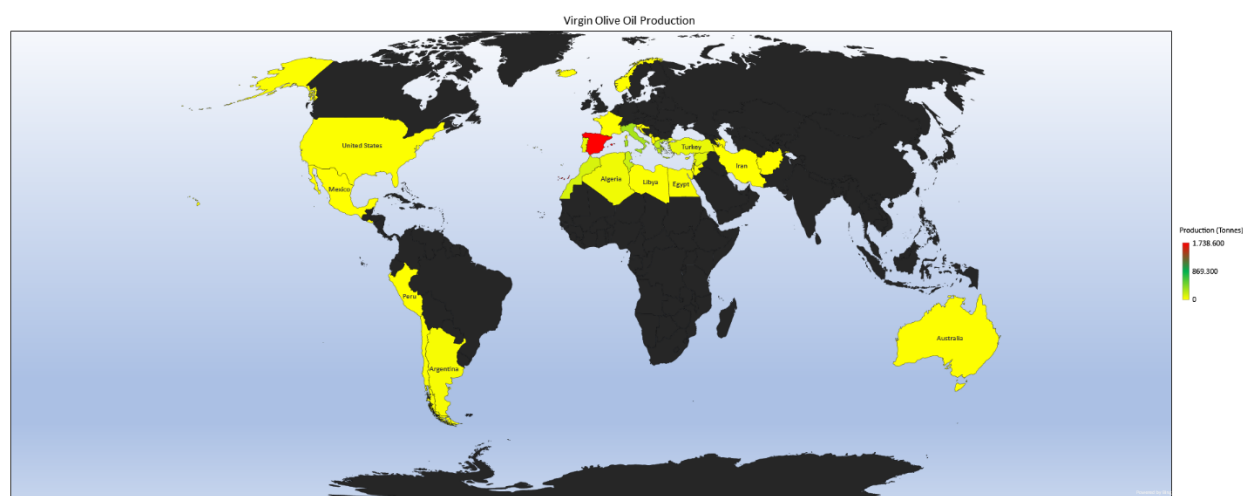 Virgin Olive Oil Production
United States
Mexico
Peru
Argentina
Algeria
Libya
Egypt
Turkey
Iran
Australia
Production (Tonnes)
1.738.600
869.300
0